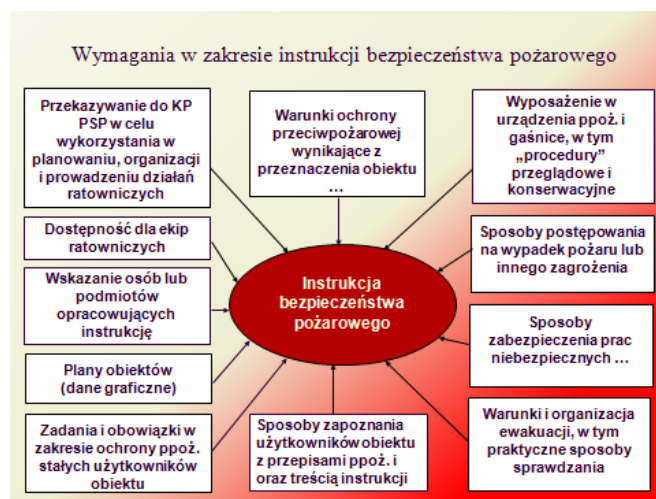 Wymagania w zakresie instrukcji bezpieczeństwa pożarowego
Przekazywanie do KP
PSP w celu
wykorzystania w
planowaniu, organizacji
i prowadzeniu działań
ratowniczych
Warunki ochrony
przeciwpożarowej
wynikające z
przeznaczenia obiektu
...
Wyposażenie w
urządzenia ppoż. i
gaśnice, w tym
„procedury”
przeglądowe i
konserwacyjne
Dostępność dla ekip
ratowniczych
Sposoby postępowania
na wypadek pożaru lub
innego zagrożenia
Wskazanie osób lub
podmiotów
opracowujących
instrukcję
Instrukcja
bezpieczeństwa
pożarowego
Sposoby
zabezpieczenia prac
niebezpiecznych ...
Plany obiektów
(dane graficzne)
Zadania i obowiązki w
zakresie ochrony ppoż.
stałych użytkowników
obiektu
Sposoby zapoznania
użytkowników obiektu
z przepisami ppoż. i
oraz treścią instrukcji
Warunki i organizacja
ewakuacji, w tym
praktyczne sposoby
sprawdzania